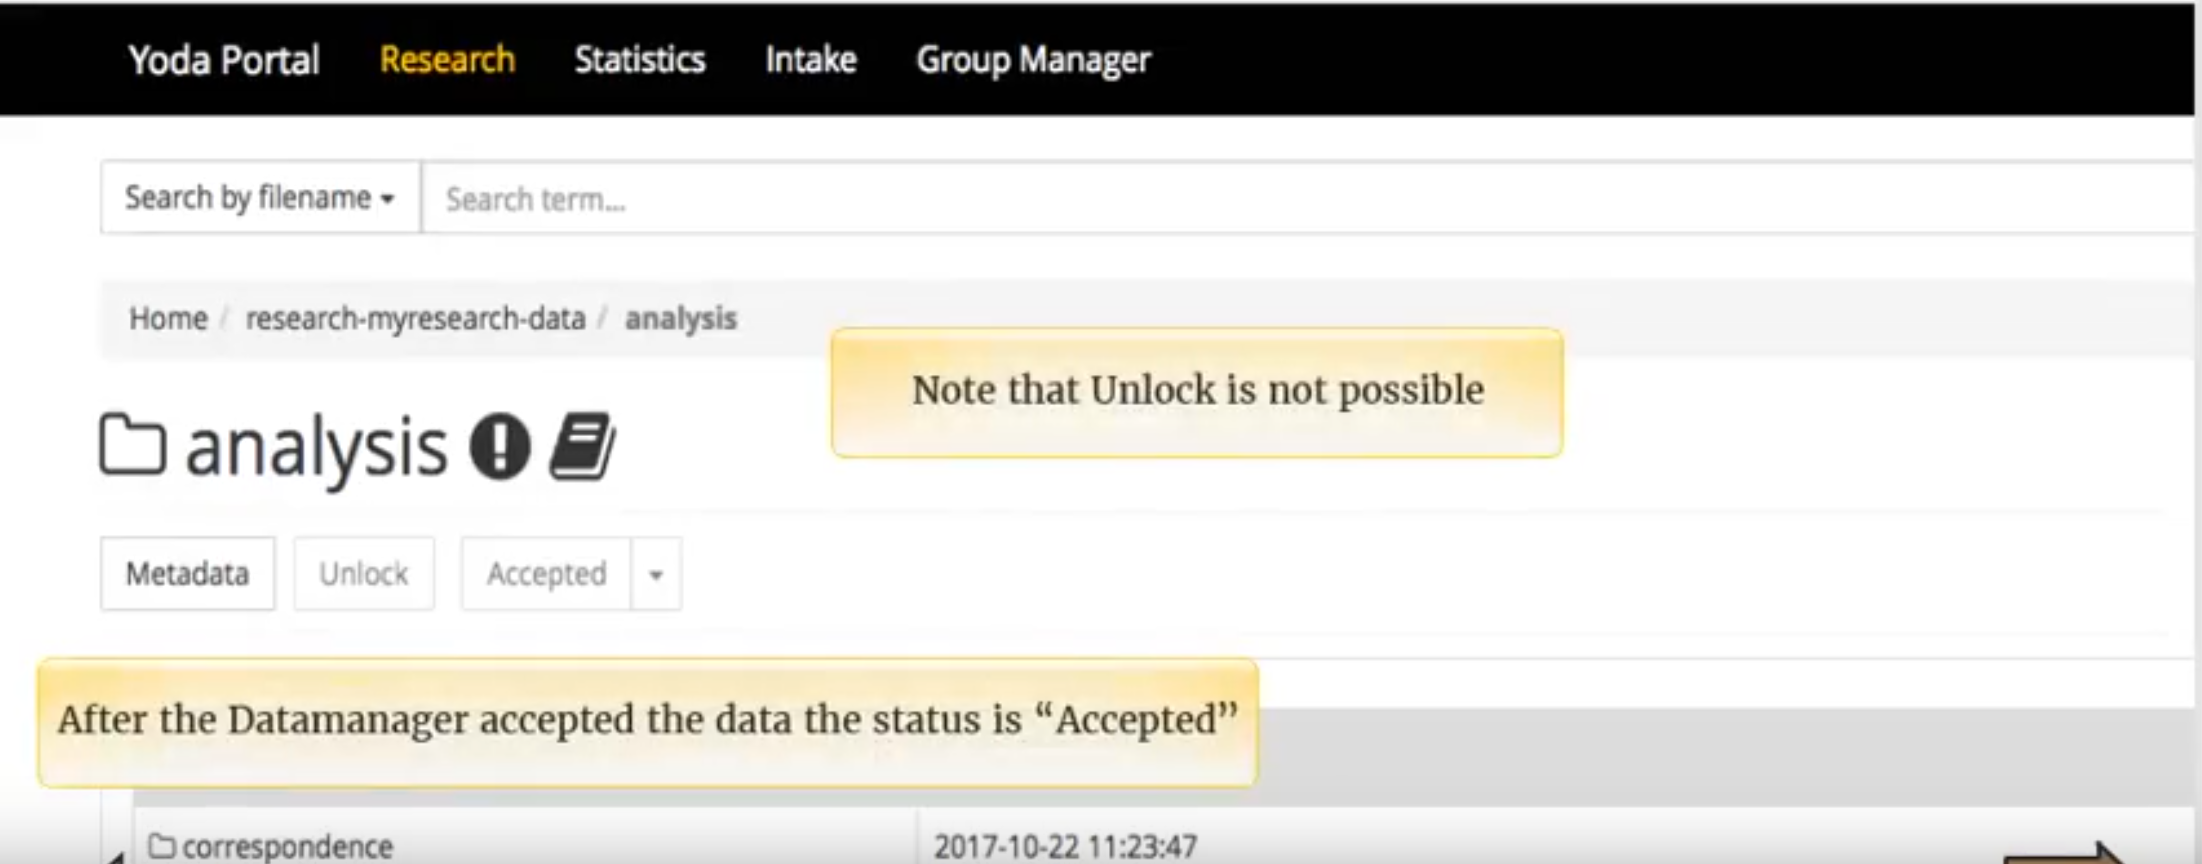 Yoda Portal Research Statistics Intake Group Manager
Search by filename Search term...
Home / research-myresearch-data / analysis
Note that Unlock is not possible
analysis
Metadata Unlock Accepted
After the Datamanager accepted the data the status is “Accepted”
correspondence 2017-10-22 11:23:47